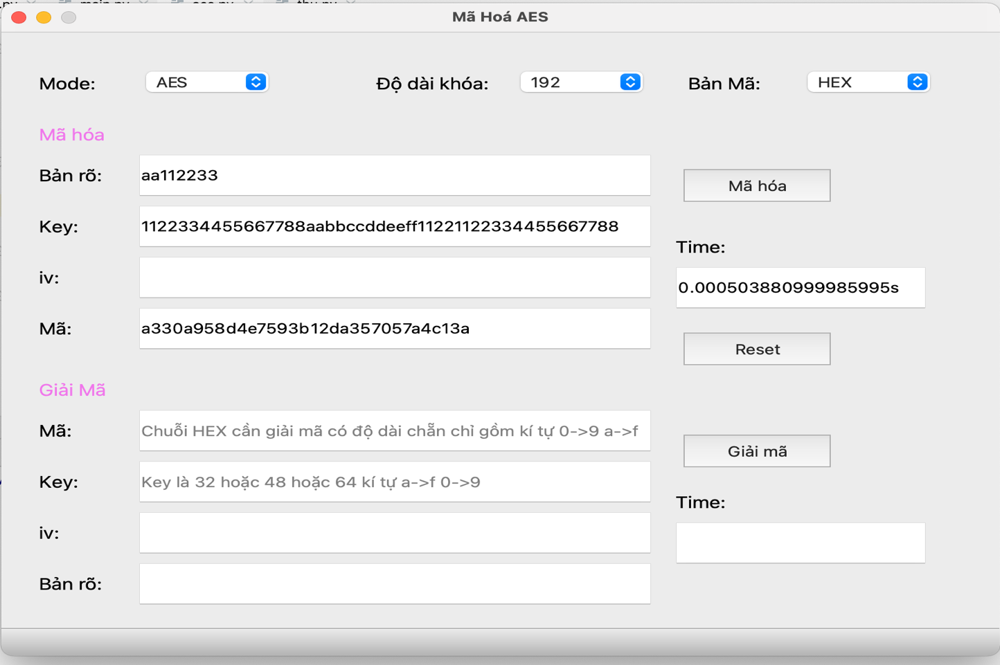 Mã Hoá AES
Mode: AES Độ dài khóa: 192 Bản Mã: HEX
Mã hóa
Bản rõ: aa112233
Mã hóa
Key: 1122334455667788aabbccddeeff11221122334455667788
Time:
iv:
0.000503880999985995s
Mã: a330a958d4e7593b12da357057a4c13a
Reset
Giải Mã
Mã: Chuỗi HEX cần giải mã có độ dài chẵn chỉ gồm kí tự 0->9 a->f
Giải mã
Key: Key là 32 hoặc 48 hoặc 64 kí tự a->f 0->9
Time:
iv:
Bản rõ: